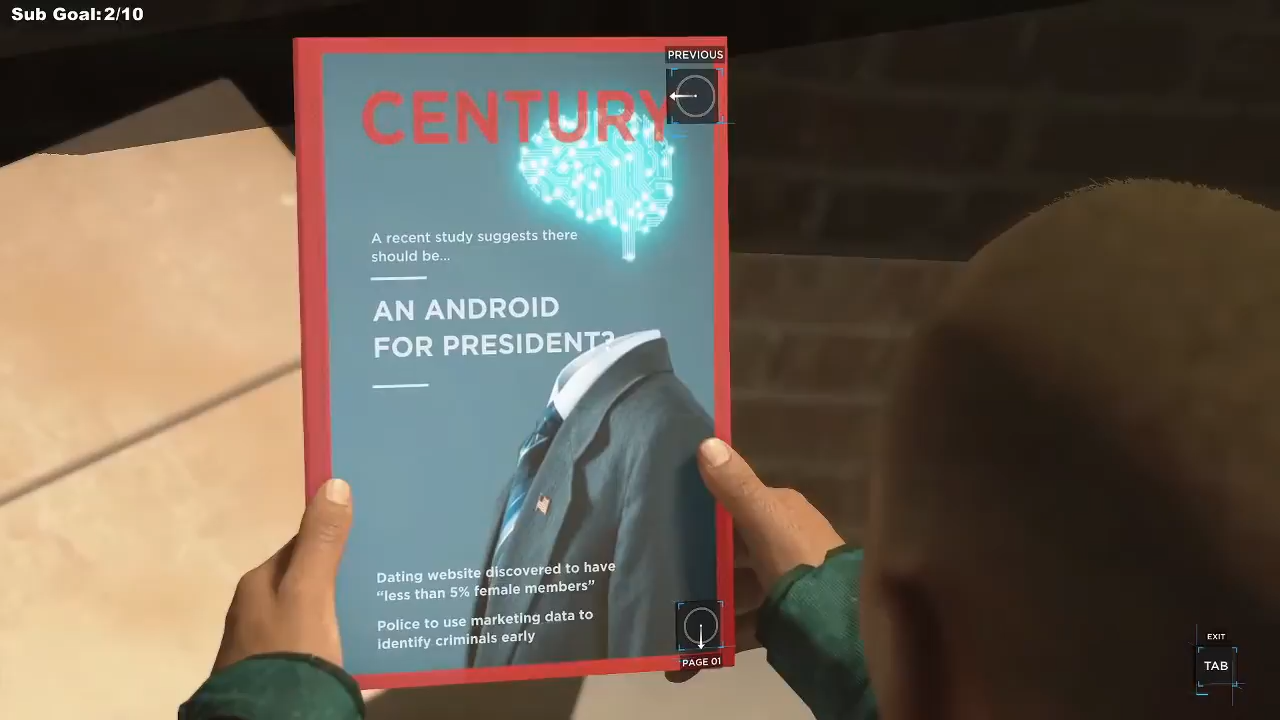 Sub Goal: 2/10
PREVIOUS
CENTURY
A recent study suggests there
should be...
AN ANDROID
FOR PRESIDENT?
Dating website discovered to have
“less than 5% female members”
Police to use marketing data to
identify criminals early
PAGE 01
EXIT
TAB